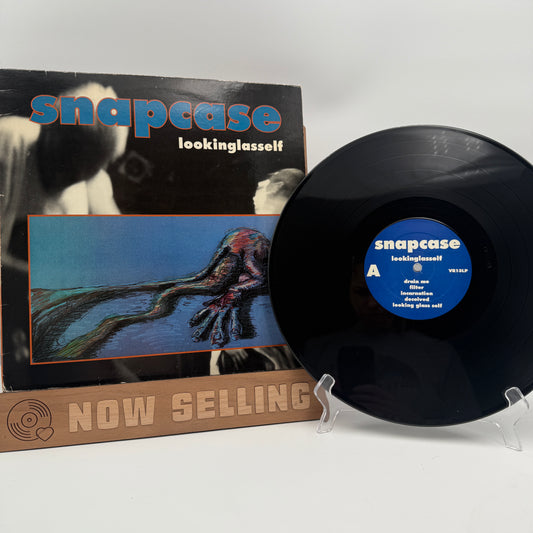 snapcase
lookinglasself
NOW SELLING
snapcase
lookinglasself
A
VR13LP
drain me
filter
incarnation
deceived
looking glass self